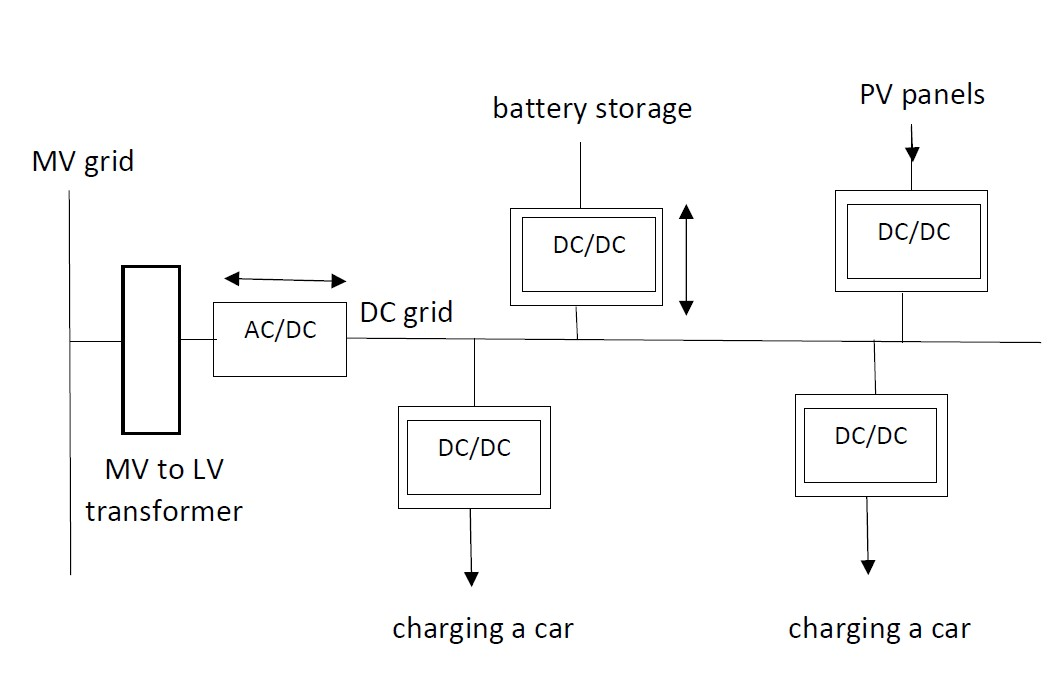 PV panels
battery storage
MV grid
DC/DC
DC/DC
DC grid
AC/DC
DC/DC
DC/DC
MV to LV
transformer
charging a car
charging a car